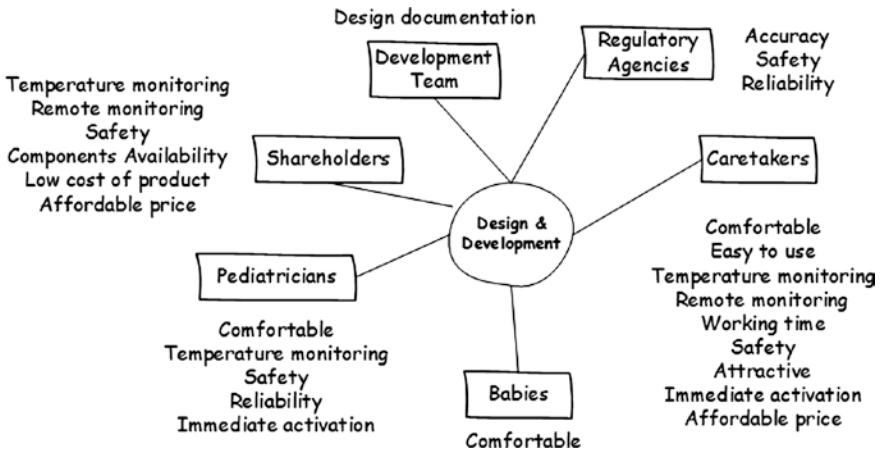 Design documentation
Development
Team
Regulatory
Agencies
Accuracy
Safety
Reliability
Temperature monitoring
Remote monitoring
Safety
Components Availability
Low cost of product
Affordable price
Shareholders
Caretakers
Design &
Development
Comfortable
Easy to use
Temperature monitoring
Remote monitoring
Working time
Safety
Attractive
Immediate activation
Affordable price
Pediatricians
Comfortable
Temperature monitoring
Safety
Reliability
Immediate activation
Babies
Comfortable